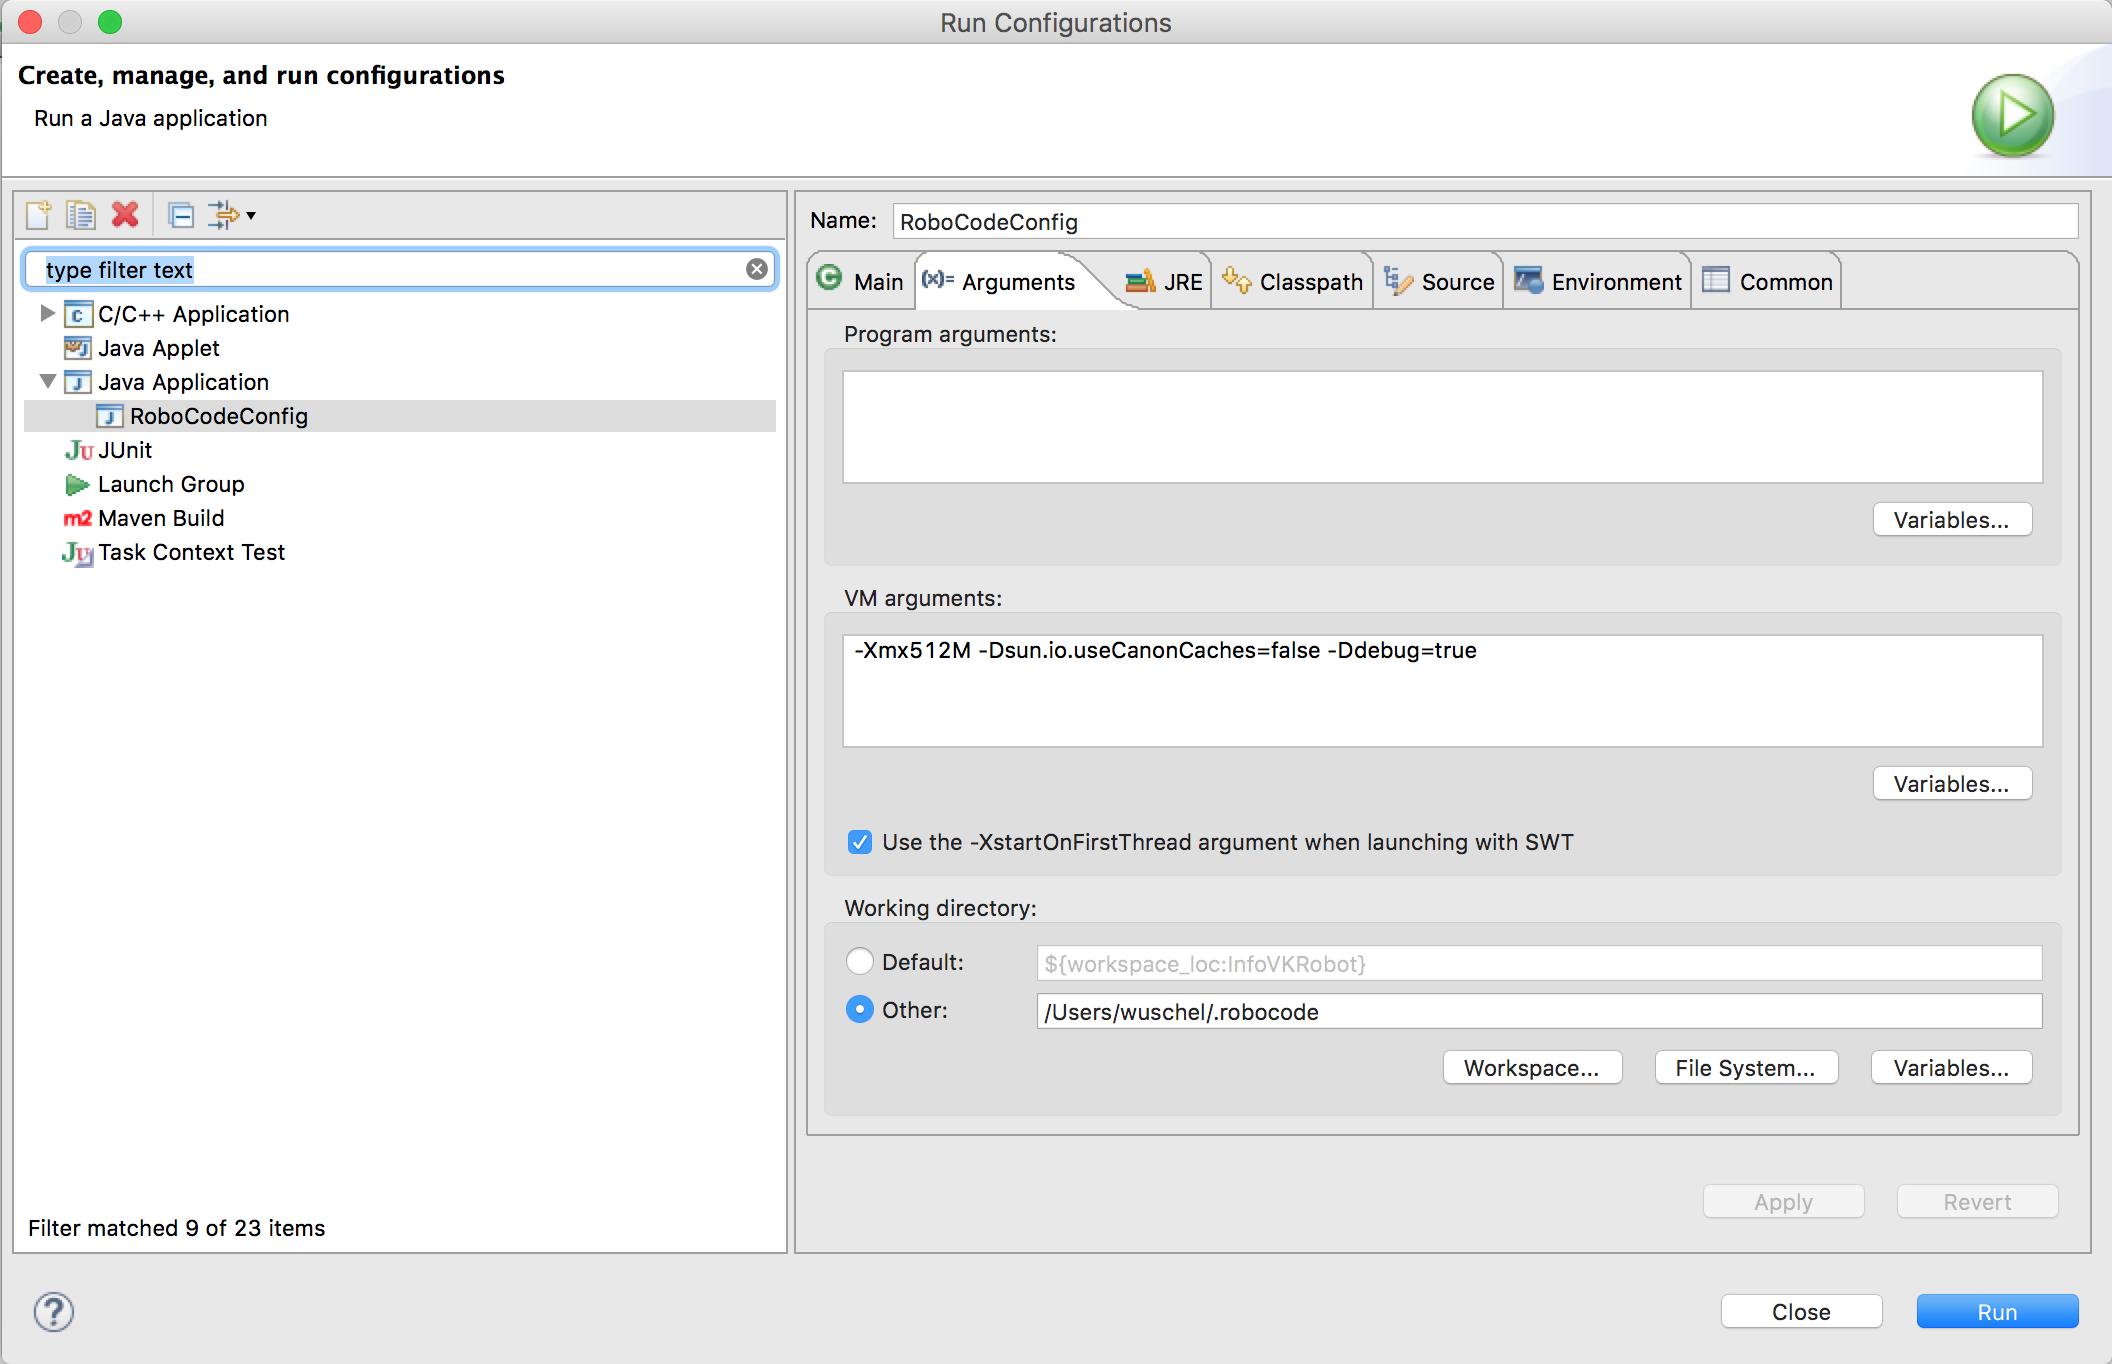 Run Configurations
Create, manage, and run configurations
Run a Java application
type filter text
C/C++ Application
Java Applet
Java Application
RoboCodeConfig
JUnit
Launch Group
Maven Build
Task Context Test
Filter matched 9 of 23 items
Name: RoboCodeConfig
Main (x)= Arguments JRE Classpath Source Environment Common
Program arguments:
Variables...
VM arguments:
-Xmx512M -Dsun.io.useCanonCaches=false -Ddebug=true
Variables...
Use the -XstartOnFirstThread argument when launching with SWT
Working directory:
Default: ${workspace_loc:InfoVKRobot}
Other: /Users/wuschel/.robocode
Workspace... File System... Variables...
Apply Revert
Close Run